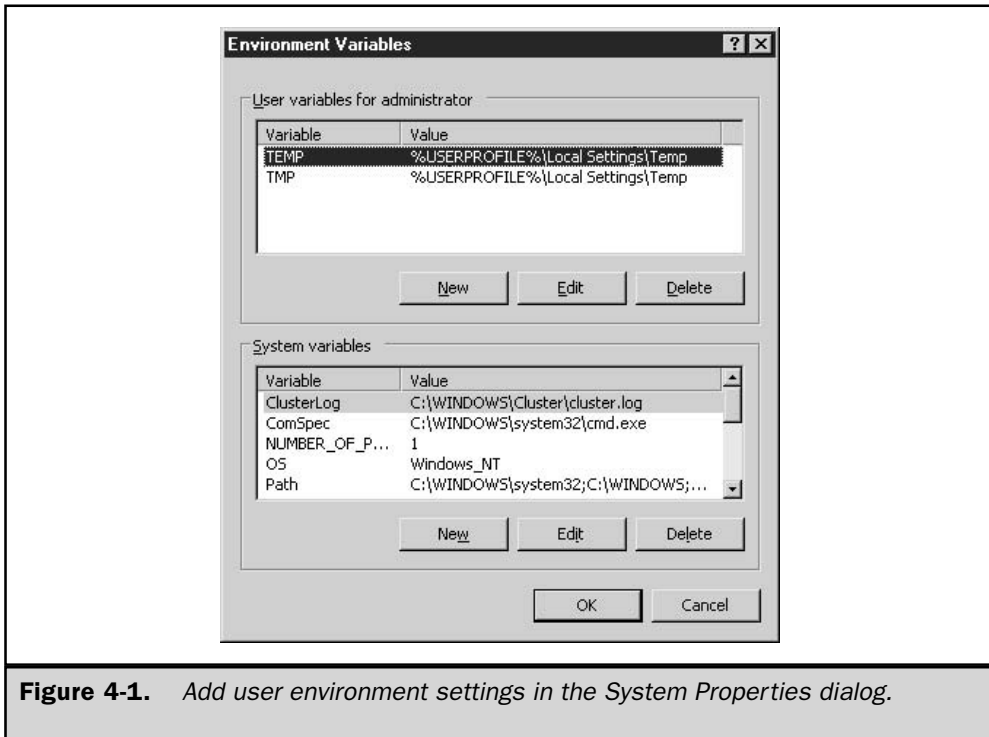 Environment Variables ? X
User variables for administrator
Variable Value
TEMP %USERPROFILE%\Local Settings\Temp
TMP %USERPROFILE%\Local Settings\Temp
New Edit Delete
System variables
Variable Value
ClusterLog C:\WINDOWS\Cluster\cluster.log
ComSpec C:\WINDOWS\system32\cmd.exe
NUMBER_OF_P... 1
OS Windows_NT
Path C:\WINDOWS\system32;C:\WINDOWS;...
New Edit Delete
OK Cancel
Figure 4-1. Add user environment settings in the System Properties dialog.